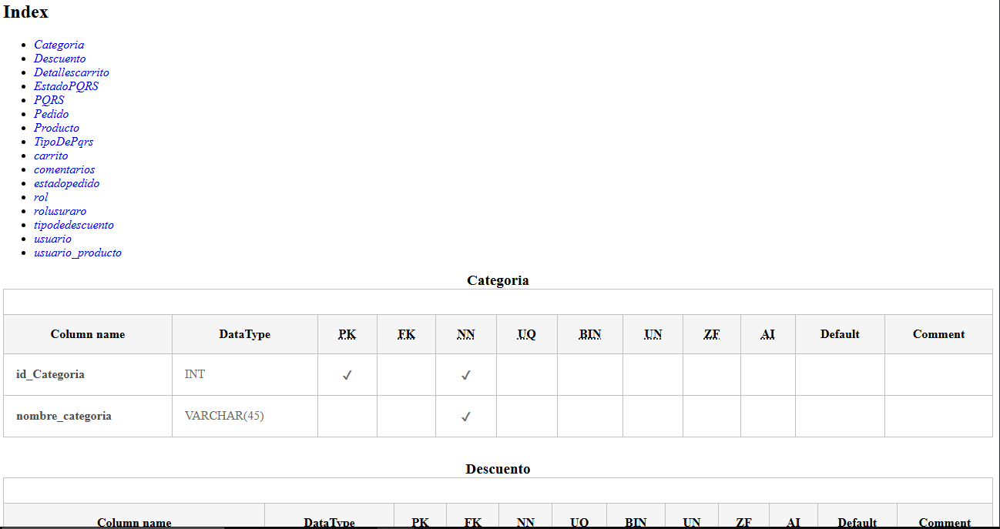 Index
Categoria
Descuento
Detallescarrito
EstadoPQRS
PQRS
Pedido
Producto
TipoDePqrs
carrito
comentarios
estadopedido
rol
rolusuraro
tipodedescuento
usuario
usuario_producto
Categoria
Column name DataType PK FK NN UQ BIN UN ZF AI Default Comment
id_Categoria INT ✓ ✓
nombre_categoria VARCHAR(45) ✓
Descuento
Column name DataType PK FK NN UQ BIN UN ZF AI Default Comment